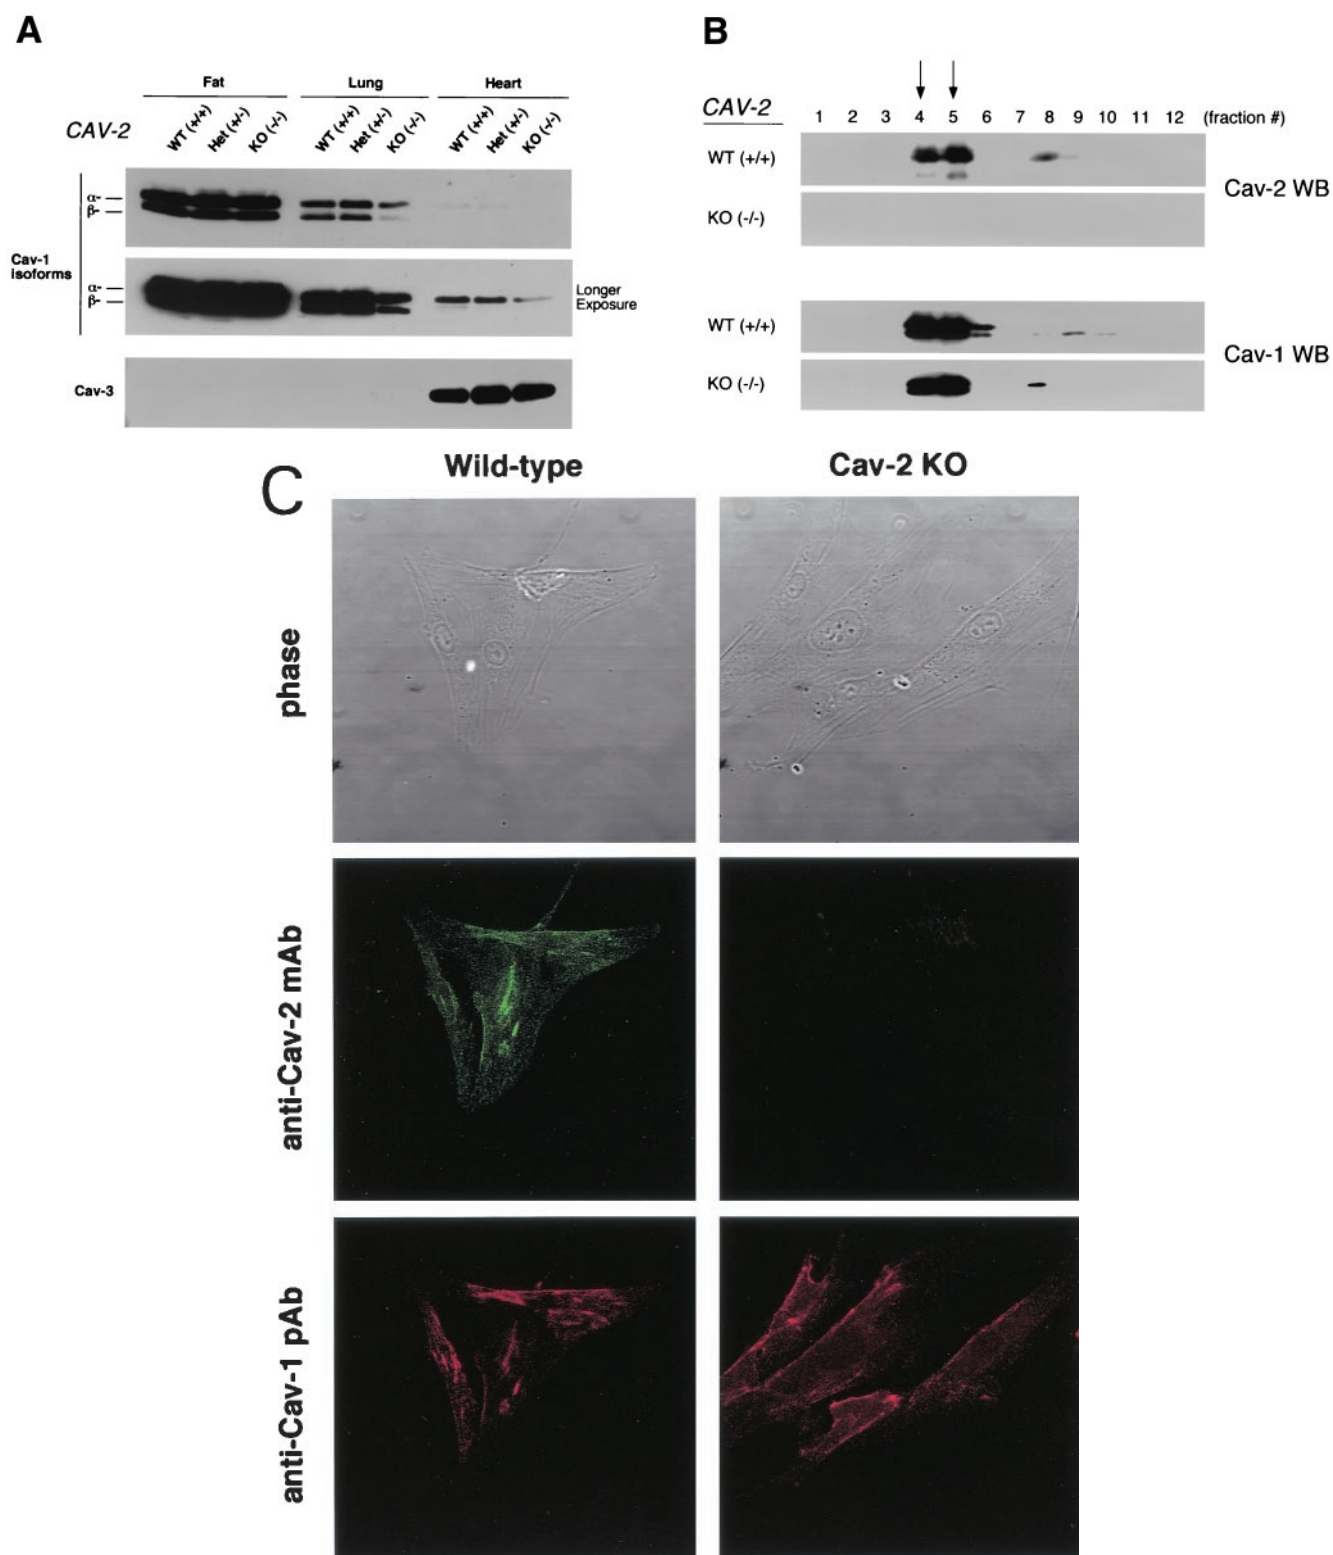 A
Fat Lung Heart
CAV-2 WT (+/+) Het (+/-) KO (-/-) WT (+/+) Het (+/-) KO (-/-) WT (+/+) Het (+/-) KO (-/-)
α-
β-
Cav-1
isoforms
α-
β-
Longer
Exposure
Cav-3
B
CAV-2 1 2 3 4 5 6 7 8 9 10 11 12 (fraction #)
WT (+/+)
Cav-2 WB
KO (-/-)
WT (+/+)
Cav-1 WB
KO (-/-)
C
Wild-type Cav-2 KO
phase
anti-Cav-2 mAb
anti-Cav-1 pAb